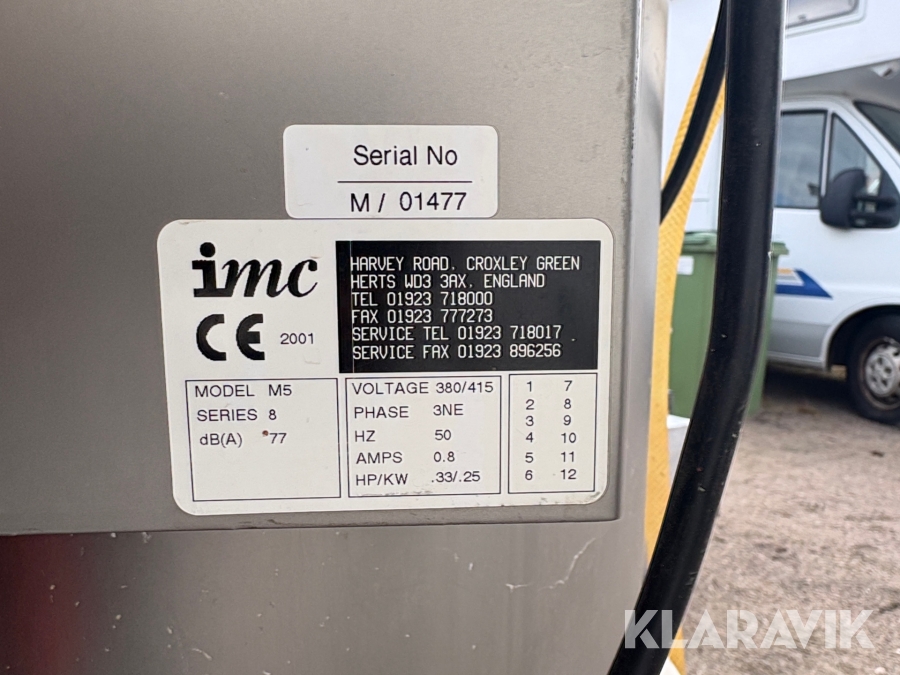 Serial No
M / 01477
imc
CE 2001
HARVEY ROAD, CROXLEY GREEN
HERTS WD3 3AX, ENGLAND
TEL 01923 718000
FAX 01923 777273
SERVICE TEL 01923 718017
SERVICE FAX 01923 896256
MODEL M5
SERIES 8
dB(A) 77
VOLTAGE 380/415
PHASE 3NE
HZ 50
AMPS 0.8
HP/KW .33/.25
1 7
2 8
3 9
4 10
5 11
6 12
KLARAVIK